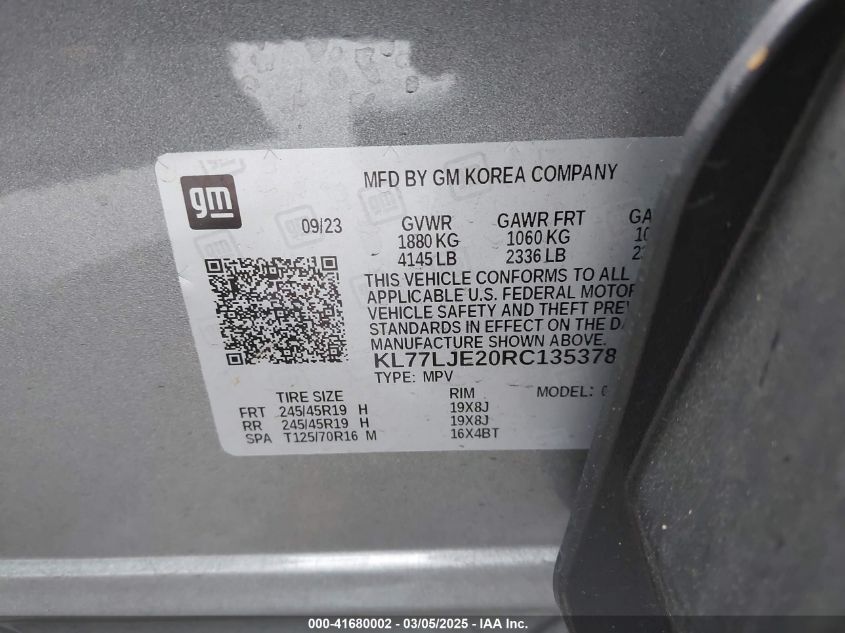 gm
MFD BY GM KOREA COMPANY
09/23 GVWR GAWR FRT GA
1880 KG 1060 KG 10
4145 LB 2336 LB
THIS VEHICLE CONFORMS TO ALL
APPLICABLE U.S. FEDERAL MOTOR
VEHICLE SAFETY AND THEFT PREV
STANDARDS IN EFFECT ON THE DA
MANUFACTURE SHOWN ABOVE.
KL77LJE20RC135378
TYPE: MPV
TIRE SIZE RIM MODEL:
FRT 245/45R19 H 19X8J
RR 245/45R19 H 19X8J
SPA T125/70R16 M 16X4BT
000-41680002 - 03/05/2025 - IAA Inc.